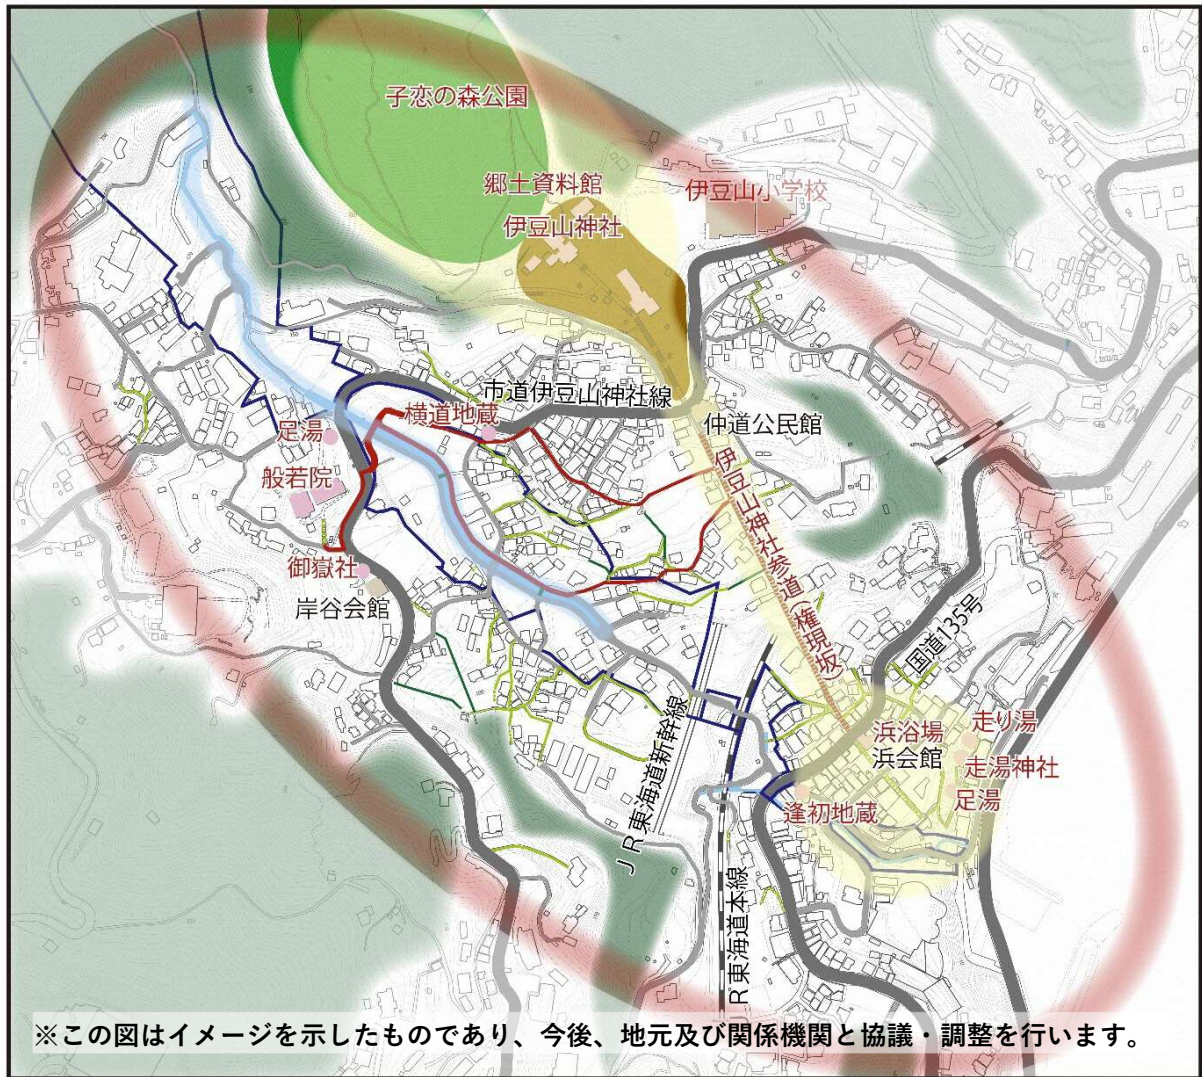 子恋の森公園
郷土資料館
伊豆山神社
伊豆山小学校
市道伊豆山神社線
横道地蔵
仲道公民館
足湯
般若院
伊豆山神社参道(権現坂)
御嶽社
岸谷会館
国道135号
浜浴場
浜会館
走り湯
走湯神社
足湯
逢初地蔵
JR東海道新幹線
R東海道本線
※この図はイメージを示したものであり、今後、地元及び関係機関と協議・調整を行います。